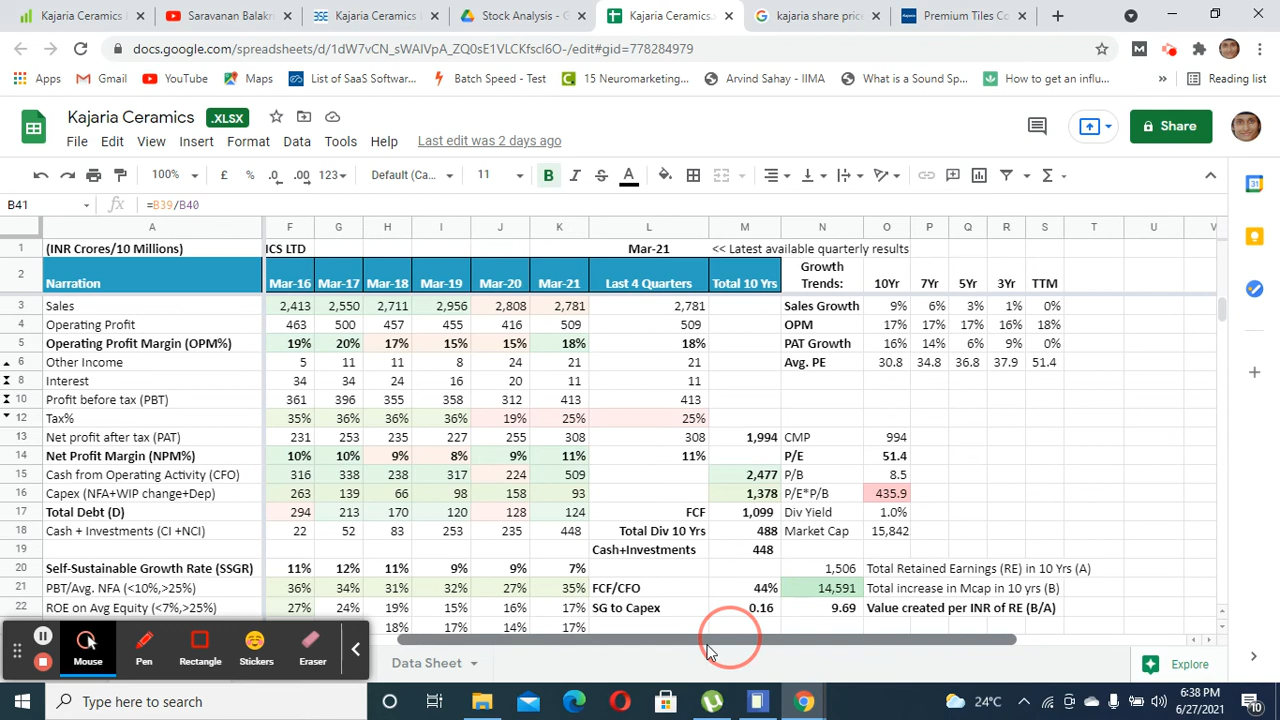 Kajaria Ceramics
Saravanan Balakri
Kajaria Ceramics
Stock Analysis - G
Kajaria Ceramics.
kajaria share price
Premium Tiles Co
docs.google.com/spreadsheets/d/1dW7vCN_sWAIVpA_ZQ0sE1VLCKfscl6O-/edit#gid=778284979
Apps
Gmail
YouTube
Maps
List of SaaS Softwar...
Batch Speed - Test
15 Neuromarketing...
Arvind Sahay - IIMA
What is a Sound Sp...
How to get an influ...
Reading list
Kajaria Ceramics .XLSX
Share
File Edit View Insert Format Data Tools Help Last edit was 2 days ago
100% £ % .0 .00 123 Default (Ca... 11 B I S A
B41 fx =B39/B40
A F G H I J K L M N O P Q R S T U V
1 (INR Crores/10 Millions) ICS LTD Mar-21 << Latest available quarterly results
2 Narration Mar-16 Mar-17 Mar-18 Mar-19 Mar-20 Mar-21 Last 4 Quarters Total 10 Yrs Growth Trends: 10Yr 7Yr 5Yr 3Yr TTM
3 Sales 2,413 2,550 2,711 2,956 2,808 2,781 2,781 Sales Growth 9% 6% 3% 1% 0%
4 Operating Profit 463 500 457 455 416 509 509 OPM 17% 17% 17% 16% 18%
5 Operating Profit Margin (OPM%) 19% 20% 17% 15% 15% 18% 18% PAT Growth 16% 14% 6% 9% 0%
6 Other Income 5 11 11 8 24 21 21 Avg. PE 30.8 34.8 36.8 37.9 51.4
8 Interest 34 34 24 16 20 11 11
10 Profit before tax (PBT) 361 396 355 358 312 413 413
12 Tax% 35% 36% 36% 36% 19% 25% 25%
13 Net profit after tax (PAT) 231 253 235 227 255 308 308 1,994 CMP 994
14 Net Profit Margin (NPM%) 10% 10% 9% 8% 9% 11% 11% P/E 51.4
15 Cash from Operating Activity (CFO) 316 338 238 317 224 509 2,477 P/B 8.5
16 Capex (NFA+WIP change+Dep) 263 139 66 98 158 93 1,378 P/E*P/B 435.9
17 Total Debt (D) 294 213 170 120 128 124 FCF 1,099 Div Yield 1.0%
18 Cash + Investments (CI +NCI) 22 52 83 253 235 448 Total Div 10 Yrs 488 Market Cap 15,842
19 Cash+Investments 448
20 Self-Sustainable Growth Rate (SSGR) 11% 12% 11% 9% 9% 7% 1,506 Total Retained Earnings (RE) in 10 Yrs (A)
21 PBT/Avg. NFA (<10%,>25%) 36% 34% 31% 32% 27% 35% FCF/CFO 44% 14,591 Total increase in Mcap in 10 yrs (B)
22 ROE on Avg Equity (<7%,>25%) 27% 24% 19% 15% 16% 17% SG to Capex 0.16 9.69 Value created per INR of RE (B/A)
18% 17% 14% 17%
Mouse Pen Rectangle Stickers Eraser
Data Sheet
Explore
Type here to search
24°C
6:38 PM
6/27/2021
10